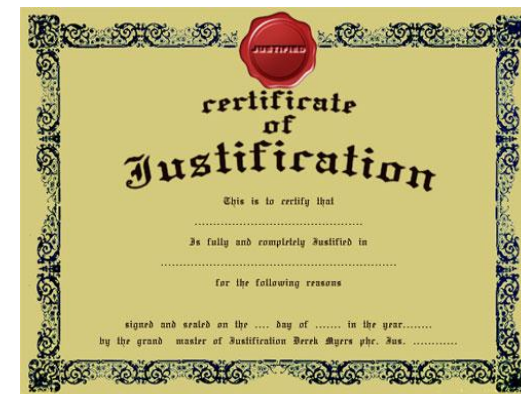 JUSTIFIED
certificate
of
Justification
This is to certify that
..........................................
Is fully and completely Justified in
...........................................................
for the following reasons
signed and sealed on the .... day of ....... in the year........
by the grand master of Justification Derek Myers phr. Jus. ...........